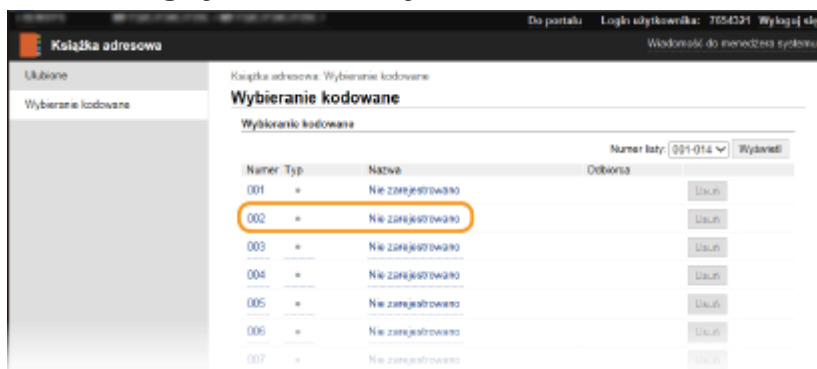 Do portalu Login użytkownika: 7654321 Wyloguj się
Książka adresowa
Wiadomość do menedżera systemu
Ulubione
Wybieranie kodowane
Książka adresowa: Wybieranie kodowane
Wybieranie kodowane
Wybieranie kodowane
Numer listy: 001-014 Wyświetl
Numer Typ Nazwa Odbiorca
001 Nie zarejestrowano Usuń
002 Nie zarejestrowano Usuń
003 Nie zarejestrowano Usuń
004 Nie zarejestrowano Usuń
005 Nie zarejestrowano Usuń
006 Nie zarejestrowano Usuń
007 Nie zarejestrowano Usuń